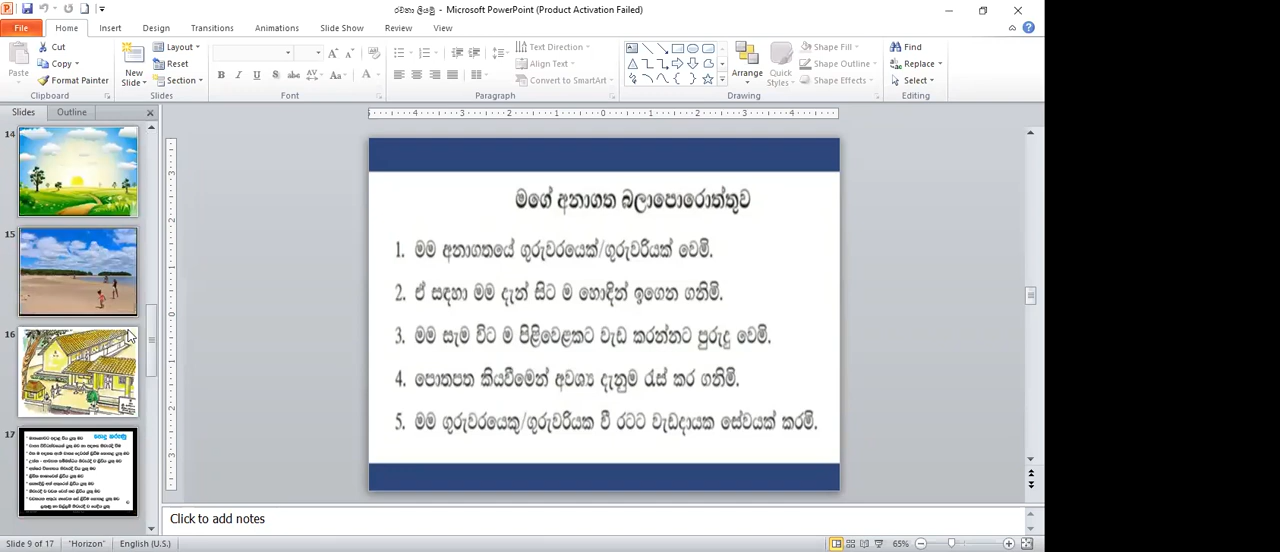 රචනා ලියමු - Microsoft PowerPoint (Product Activation Failed)
File Home Insert Design Transitions Animations Slide Show Review View
Cut Layout Text Direction Shape Fill Find
Paste Copy New Slide Reset Align Text Arrange Quick Styles Shape Outline Replace
Format Painter Section Convert to SmartArt Shape Effects Select
Clipboard Slides Font Paragraph Drawing Editing
Slides Outline
14
15
16
17
මගේ අනාගත බලාපොරොත්තුව
1. මම අනාගතයේ ගුරුවරයෙක්/ගුරුවරියක් වෙමි.
2. ඒ සඳහා මම දැන් සිට ම හොඳින් ඉගෙන ගනිමි.
3. මම සැම විට ම පිළිවෙළකට වැඩ කරන්නට පුරුදු වෙමි.
4. පොතපත කියවීමෙන් අවශ්‍ය දැනුම රැස් කර ගනිමි.
5. මම ගුරුවරයෙකු/ගුරුවරියක වී රටට වැඩදායක සේවයක් කරමි.
Click to add notes
Slide 9 of 17 "Horizon" English (U.S.) 65%